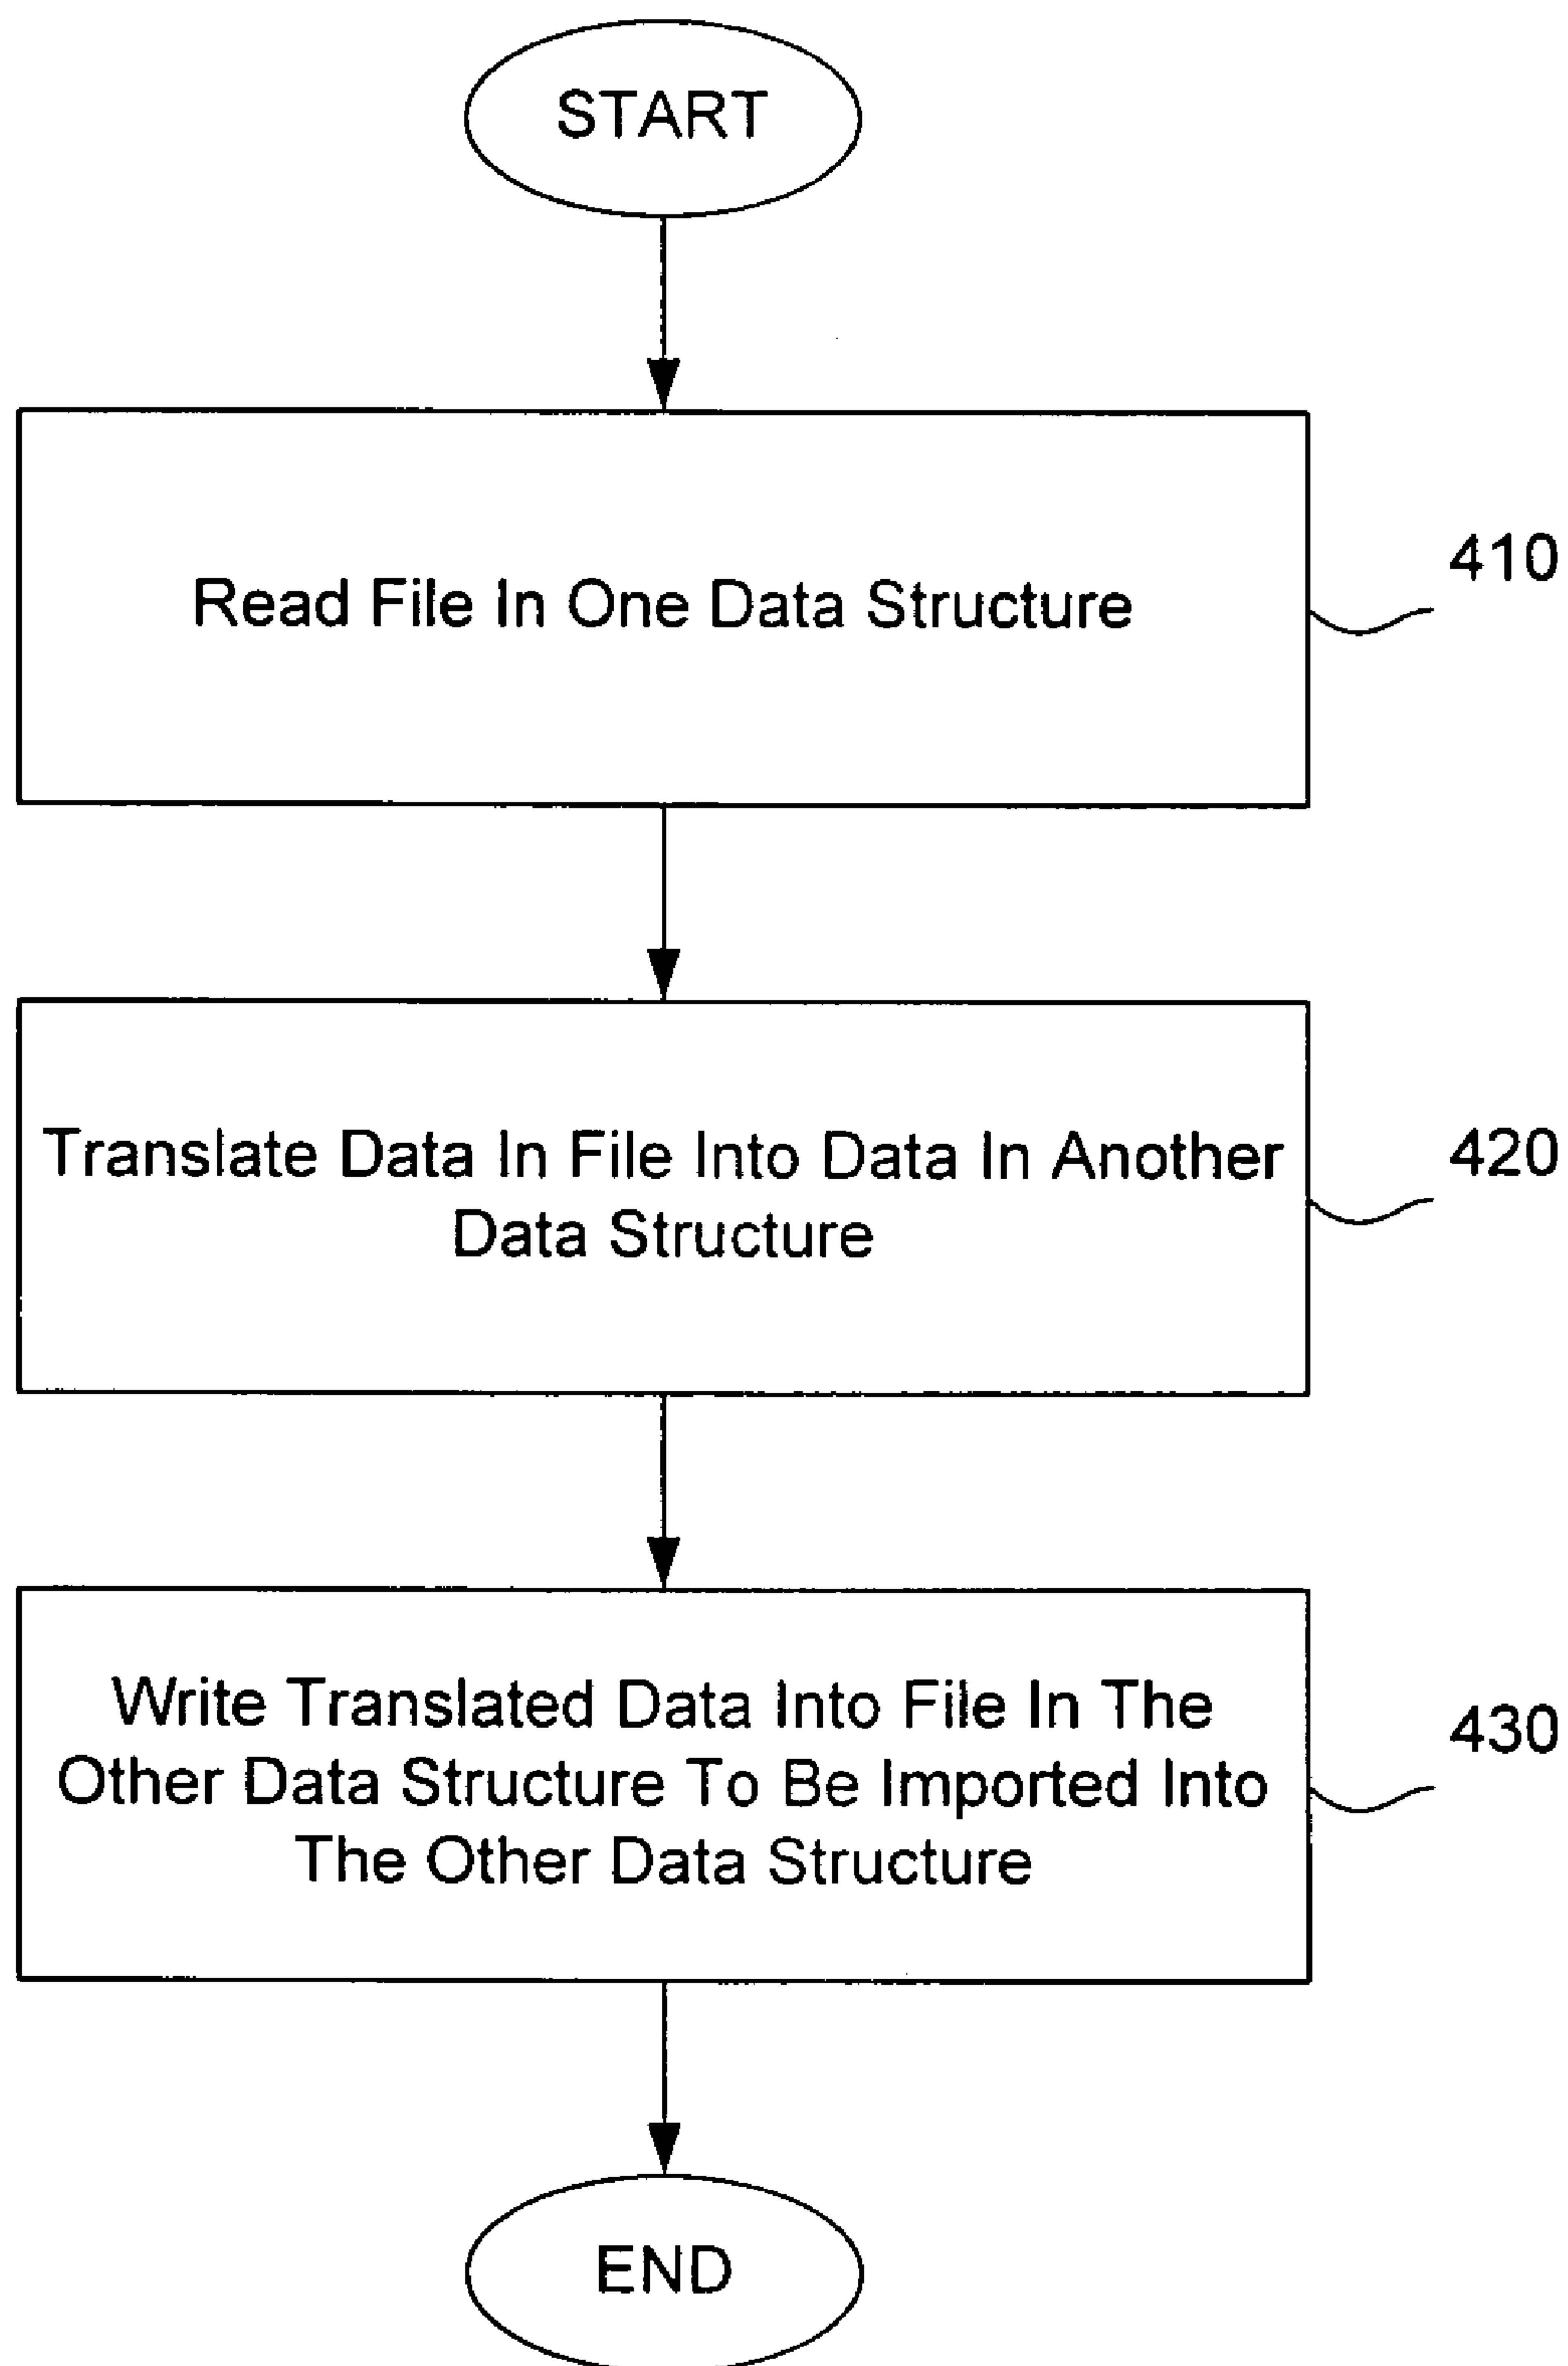 START
Read File In One Data Structure
410
Translate Data In File Into Data In Another
Data Structure
420
Write Translated Data Into File In The
Other Data Structure To Be Imported Into
The Other Data Structure
430
END